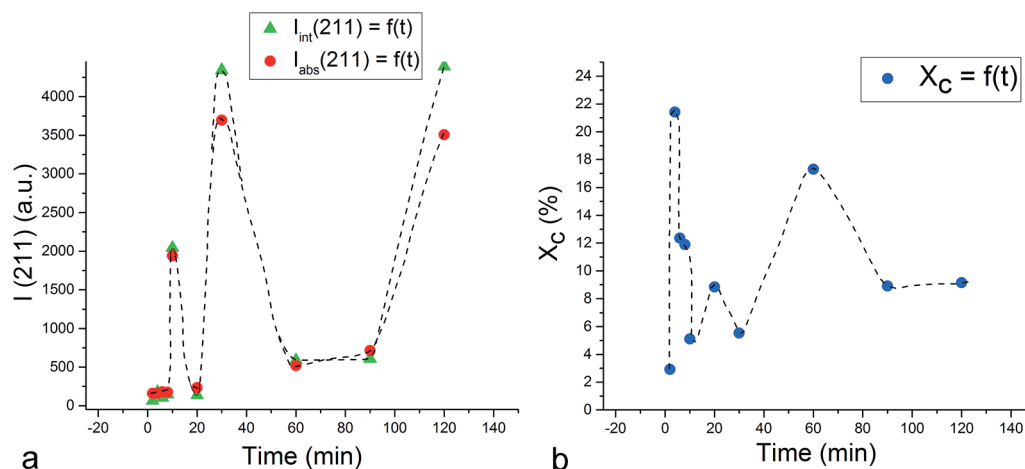 I_int(211) = f(t)
I_abs(211) = f(t)
I (211) (a.u.)
4000
3500
3000
2500
2000
1500
1000
500
0
-20 0 20 40 60 80 100 120 140
Time (min)
a
X_C = f(t)
X_C (%)
24
22
20
18
16
14
12
10
8
6
4
2
0
-20 0 20 40 60 80 100 120 140
Time (min)
b